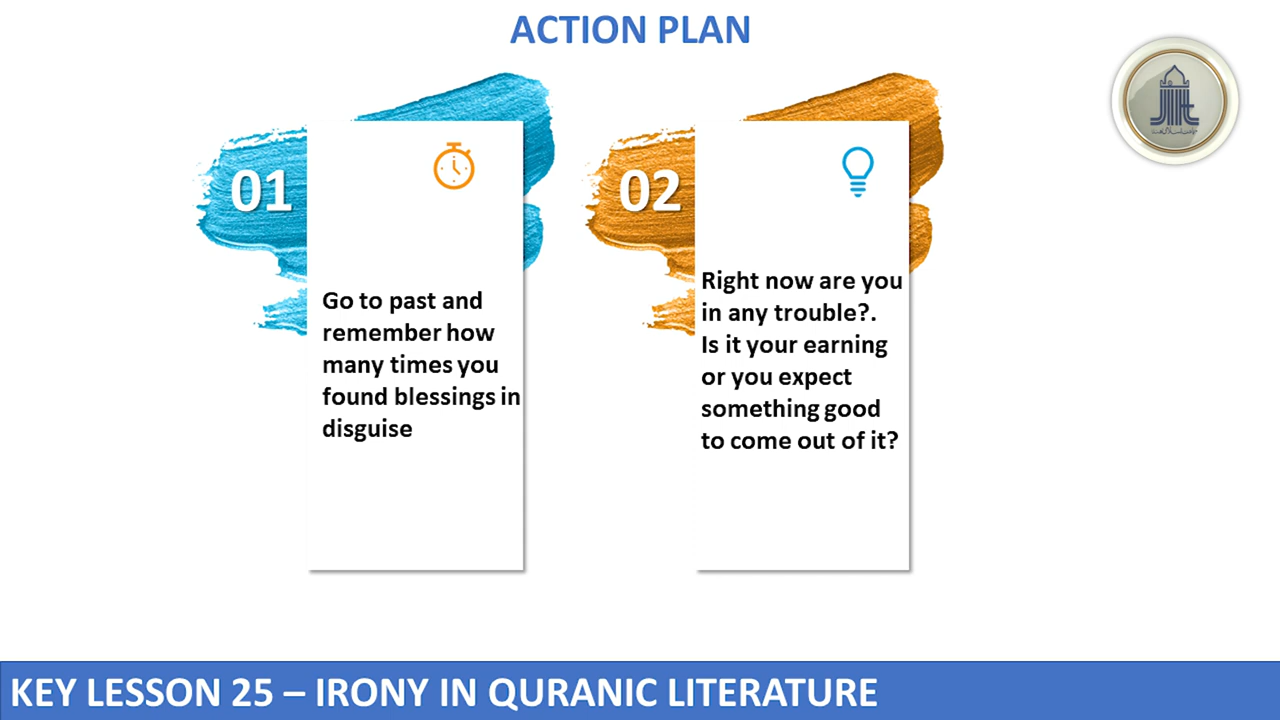 ACTION PLAN
01
Go to past and
remember how
many times you
found blessings in
disguise
02
Right now are you
in any trouble?.
Is it your earning
or you expect
something good
to come out of it?
KEY LESSON 25 – IRONY IN QURANIC LITERATURE